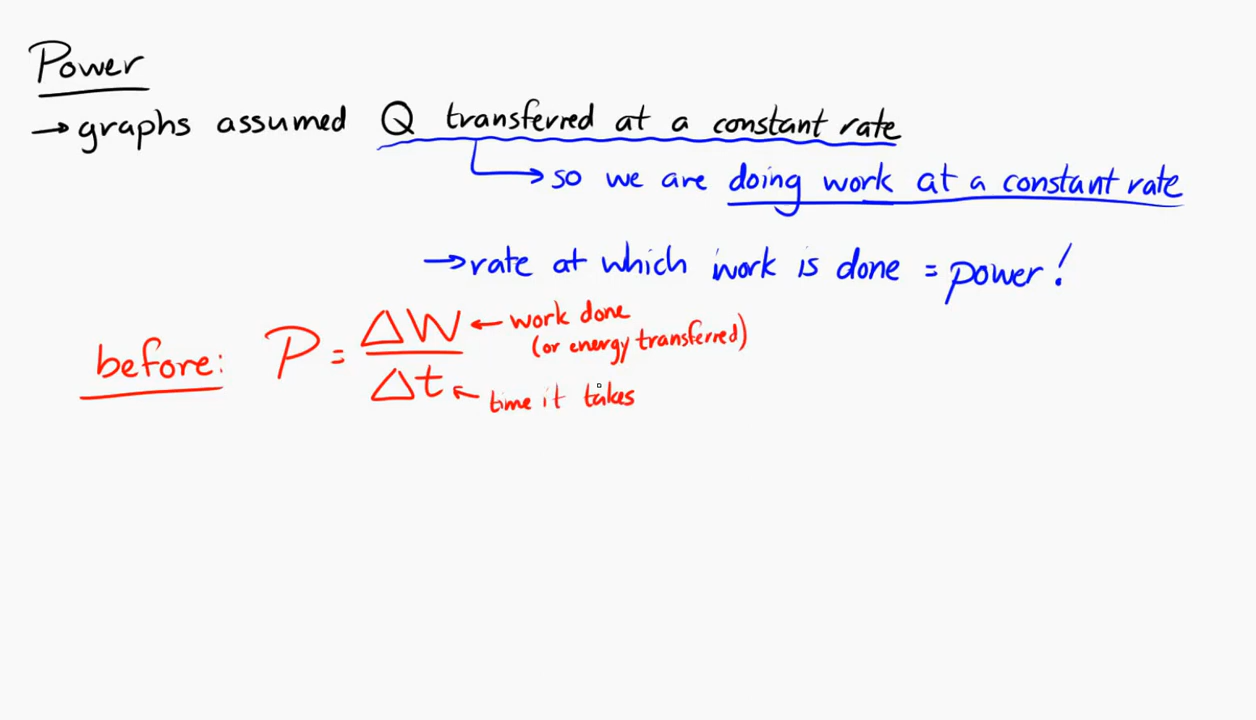 Power
→ graphs assumed Q transferred at a constant rate
→ so we are doing work at a constant rate
→ rate at which work is done = power!
before: P = ΔW / Δt
← work done
(or energy transferred)
← time it takes